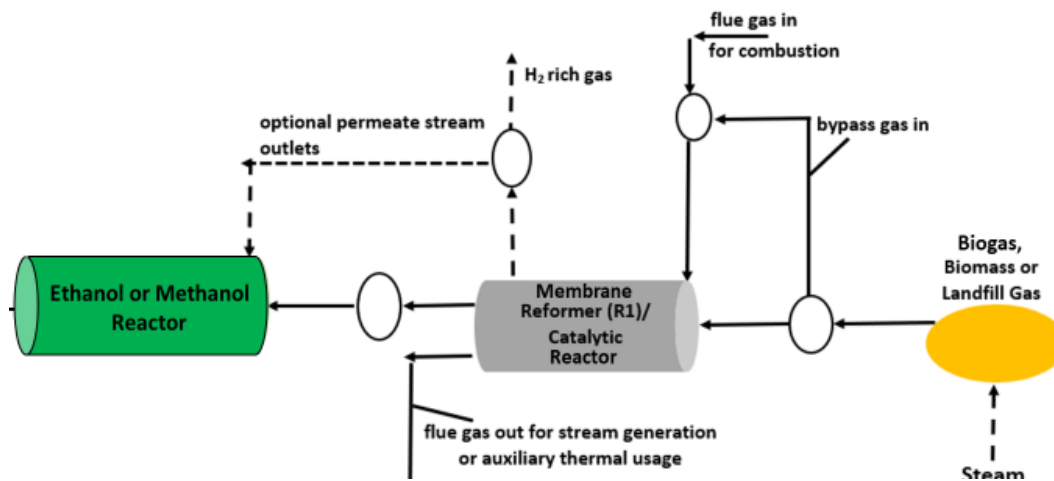 flue gas in
for combustion
H2 rich gas
optional permeate stream
outlets
bypass gas in
Biogas,
Biomass or
Landfill Gas
Ethanol or Methanol
Reactor
Membrane
Reformer (R1)/
Catalytic
Reactor
flue gas out for stream generation
or auxiliary thermal usage
Steam